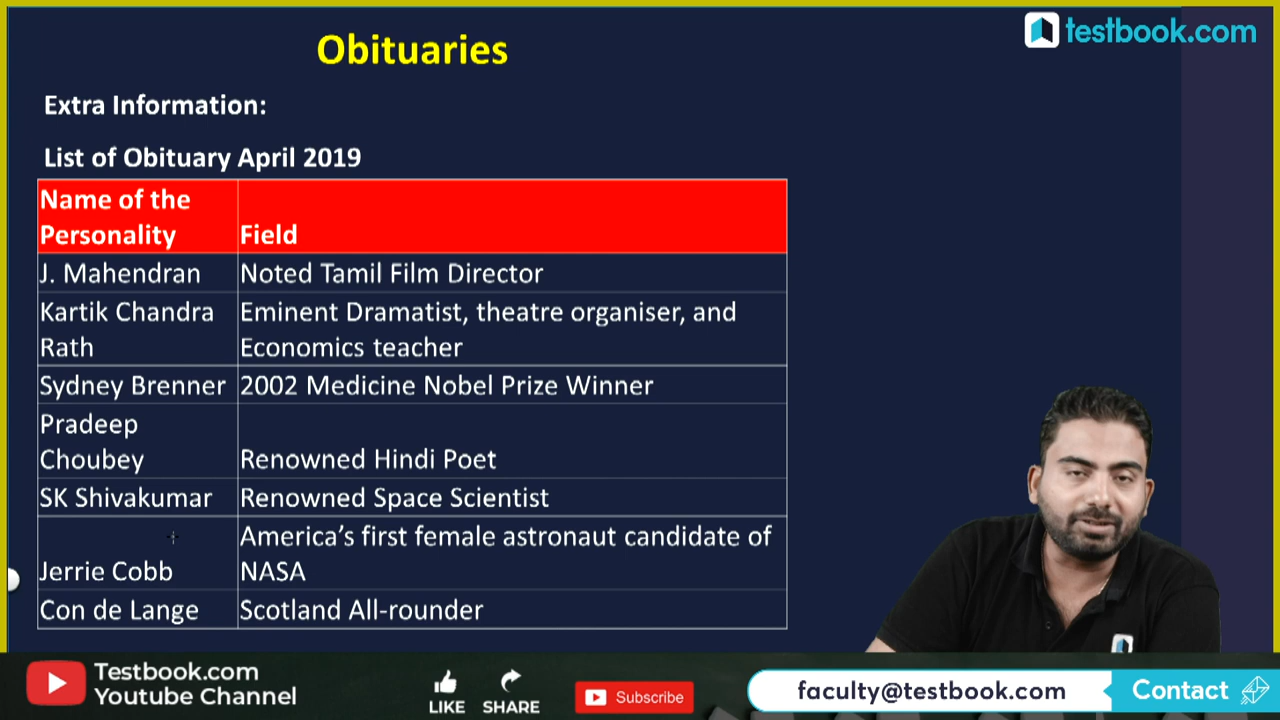 Obituaries
testbook.com
Extra Information:
List of Obituary April 2019
Name of the
Personality
Field
J. Mahendran
Noted Tamil Film Director
Kartik Chandra
Rath
Eminent Dramatist, theatre organiser, and
Economics teacher
Sydney Brenner
2002 Medicine Nobel Prize Winner
Pradeep
Choubey
Renowned Hindi Poet
SK Shivakumar
Renowned Space Scientist
Jerrie Cobb
America’s first female astronaut candidate of
NASA
Con de Lange
Scotland All-rounder
Testbook.com
Youtube Channel
LIKE
SHARE
Subscribe
faculty@testbook.com
Contact